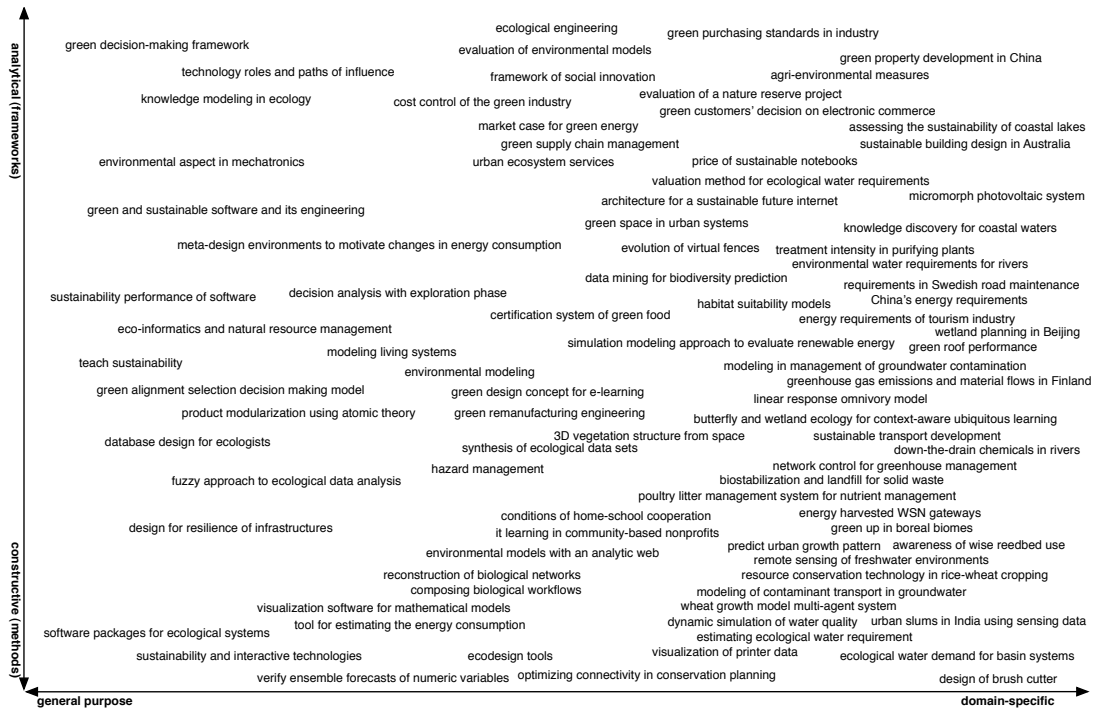 ecological engineering
green purchasing standards in industry
green decision-making framework
evaluation of environmental models
green property development in China
technology roles and paths of influence
framework of social innovation
agri-environmental measures
evaluation of a nature reserve project
knowledge modeling in ecology
cost control of the green industry
green customers' decision on electronic commerce
market case for green energy
assessing the sustainability of coastal lakes
green supply chain management
sustainable building design in Australia
environmental aspect in mechatronics
urban ecosystem services
price of sustainable notebooks
valuation method for ecological water requirements
micromorph photovoltaic system
architecture for a sustainable future internet
green and sustainable software and its engineering
green space in urban systems
knowledge discovery for coastal waters
meta-design environments to motivate changes in energy consumption
evolution of virtual fences
treatment intensity in purifying plants
environmental water requirements for rivers
data mining for biodiversity prediction
requirements in Swedish road maintenance
sustainability performance of software
decision analysis with exploration phase
habitat suitability models
China's energy requirements
certification system of green food
energy requirements of tourism industry
eco-informatics and natural resource management
wetland planning in Beijing
simulation modeling approach to evaluate renewable energy
green roof performance
modeling living systems
teach sustainability
modeling in management of groundwater contamination
environmental modeling
greenhouse gas emissions and material flows in Finland
green alignment selection decision making model
green design concept for e-learning
linear response omnivory model
product modularization using atomic theory
green remanufacturing engineering
butterfly and wetland ecology for context-aware ubiquitous learning
3D vegetation structure from space
sustainable transport development
database design for ecologists
synthesis of ecological data sets
down-the-drain chemicals in rivers
hazard management
network control for greenhouse management
fuzzy approach to ecological data analysis
biostabilization and landfill for solid waste
poultry litter management system for nutrient management
conditions of home-school cooperation
energy harvested WSN gateways
design for resilience of infrastructures
it learning in community-based nonprofits
green up in boreal biomes
predict urban growth pattern
awareness of wise reedbed use
environmental models with an analytic web
remote sensing of freshwater environments
reconstruction of biological networks
resource conservation technology in rice-wheat cropping
composing biological workflows
modeling of contaminant transport in groundwater
visualization software for mathematical models
wheat growth model multi-agent system
tool for estimating the energy consumption
dynamic simulation of water quality
urban slums in India using sensing data
software packages for ecological systems
estimating ecological water requirement
sustainability and interactive technologies
ecodesign tools
visualization of printer data
ecological water demand for basin systems
verify ensemble forecasts of numeric variables
optimizing connectivity in conservation planning
design of brush cutter
analytical (frameworks)
constructive (methods)
general purpose
domain-specific